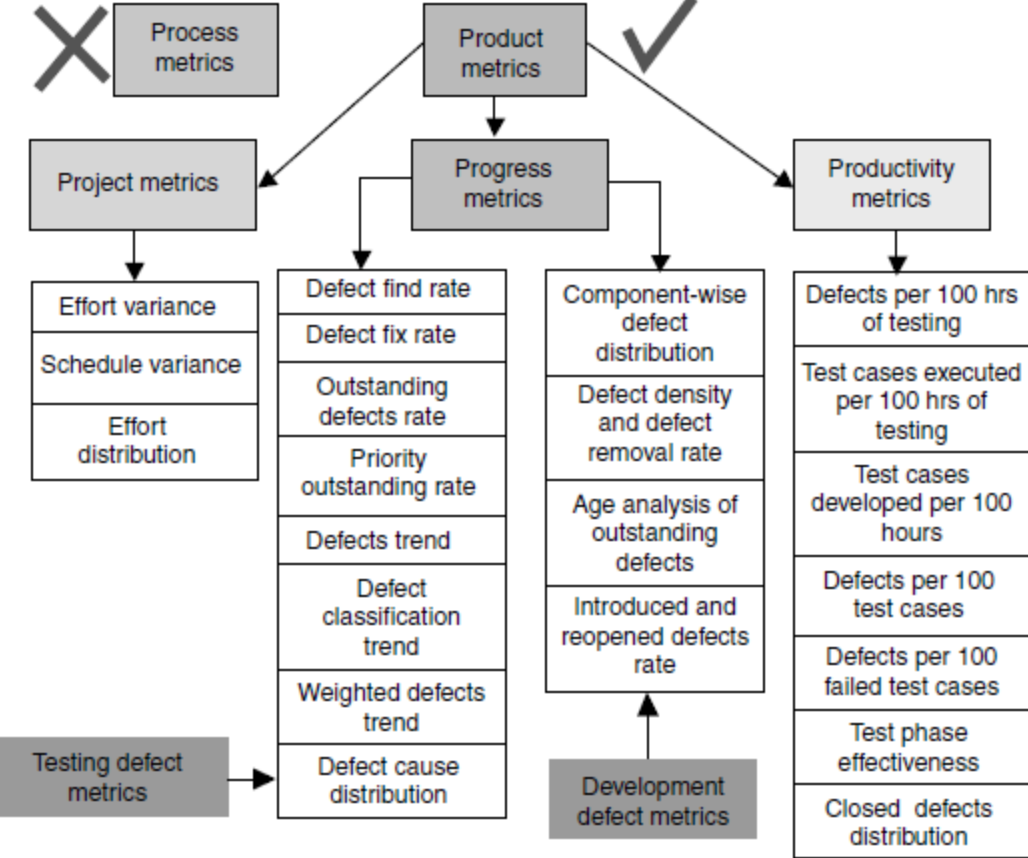 Process
metrics
Product
metrics
Project metrics
Progress
metrics
Productivity
metrics
Effort variance
Schedule variance
Effort
distribution
Defect find rate
Defect fix rate
Outstanding
defects rate
Priority
outstanding rate
Defects trend
Defect
classification
trend
Weighted defects
trend
Defect cause
distribution
Testing defect
metrics
Component-wise
defect
distribution
Defect density
and defect
removal rate
Age analysis of
outstanding
defects
Introduced and
reopened defects
rate
Development
defect metrics
Defects per 100 hrs
of testing
Test cases executed
per 100 hrs of
testing
Test cases
developed per 100
hours
Defects per 100
test cases
Defects per 100
failed test cases
Test phase
effectiveness
Closed defects
distribution